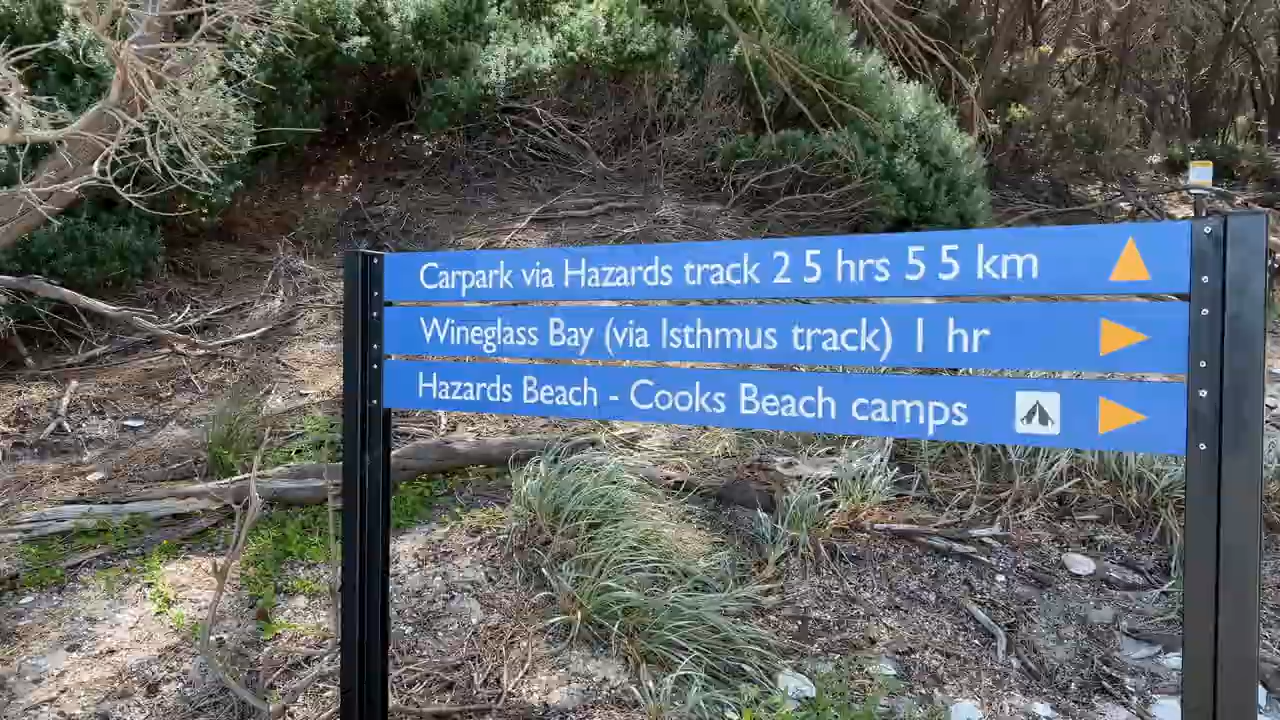 Carpark via Hazards track 2 5 hrs 5 5 km
Wineglass Bay (via Isthmus track) 1 hr
Hazards Beach - Cooks Beach camps